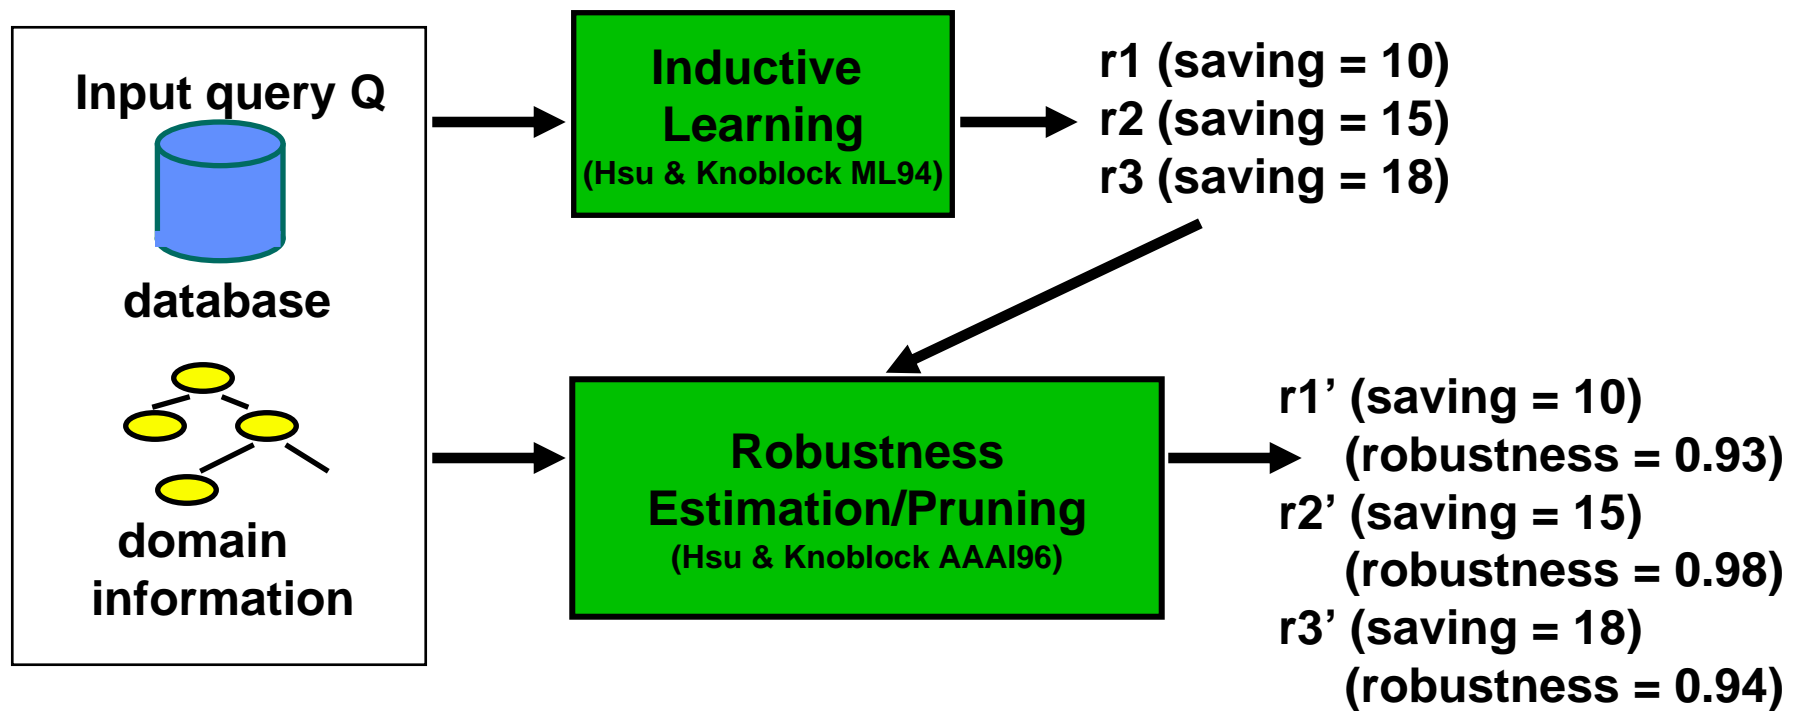 Input query Q
database
domain
information
Inductive
Learning
(Hsu & Knoblock ML94)
r1 (saving = 10)
r2 (saving = 15)
r3 (saving = 18)
Robustness
Estimation/Pruning
(Hsu & Knoblock AAAI96)
r1’ (saving = 10)
(robustness = 0.93)
r2’ (saving = 15)
(robustness = 0.98)
r3’ (saving = 18)
(robustness = 0.94)